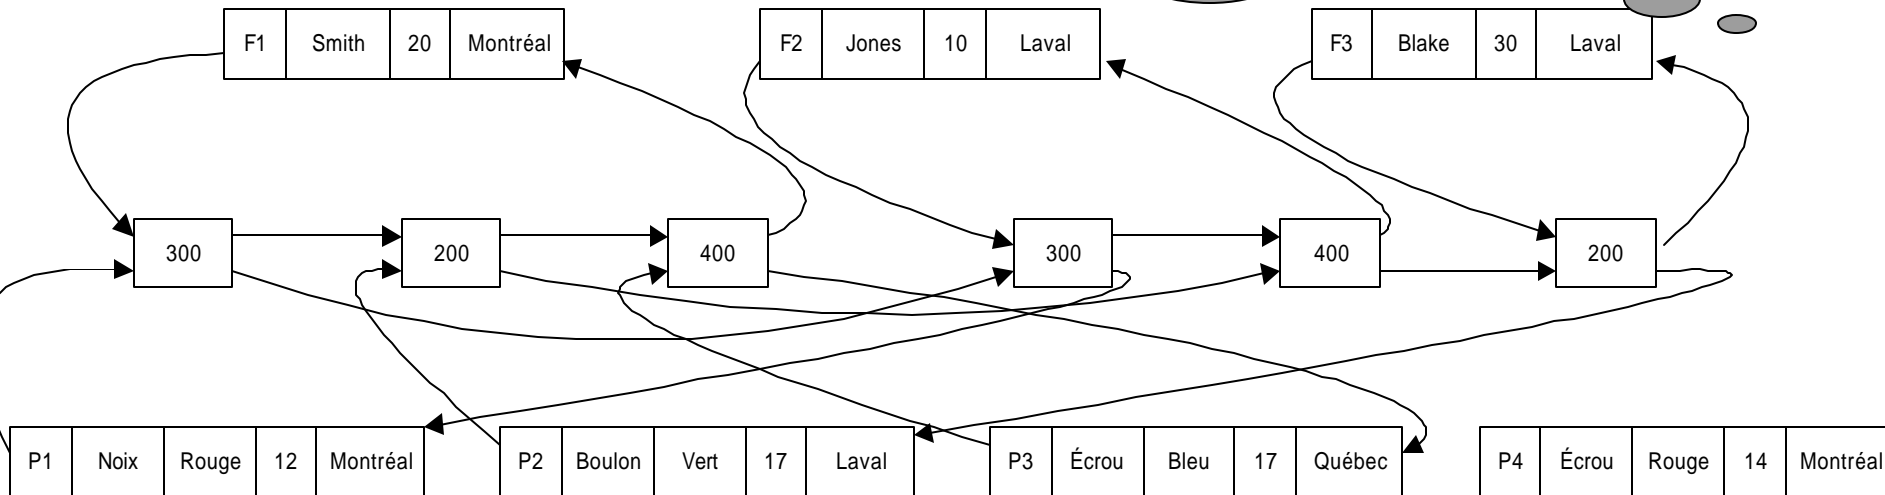 F1 Smith 20 Montréal F2 Jones 10 Laval F3 Blake 30 Laval
300 200 400 300 400 200
P1 Noix Rouge 12 Montréal P2 Boulon Vert 17 Laval P3 Écrou Bleu 17 Québec P4 Écrou Rouge 14 Montréal